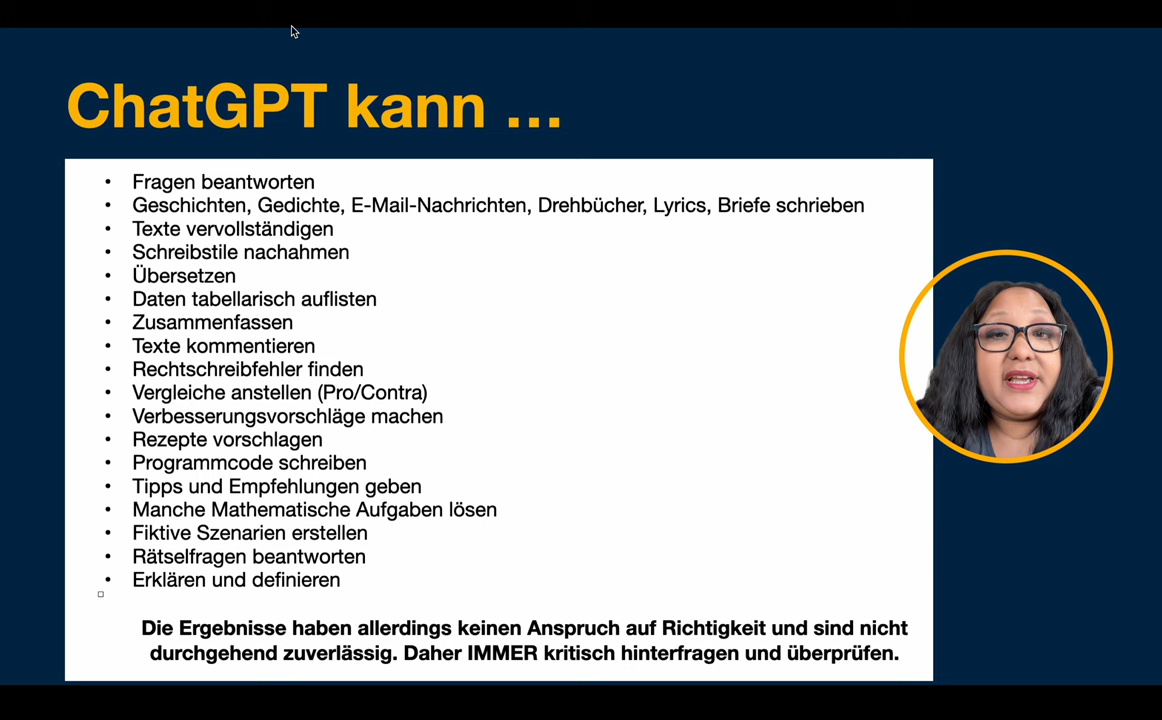 ChatGPT kann ...
• Fragen beantworten
• Geschichten, Gedichte, E-Mail-Nachrichten, Drehbücher, Lyrics, Briefe schrieben
• Texte vervollständigen
• Schreibstile nachahmen
• Übersetzen
• Daten tabellarisch auflisten
• Zusammenfassen
• Texte kommentieren
• Rechtschreibfehler finden
• Vergleiche anstellen (Pro/Contra)
• Verbesserungsvorschläge machen
• Rezepte vorschlagen
• Programmcode schreiben
• Tipps und Empfehlungen geben
• Manche Mathematische Aufgaben lösen
• Fiktive Szenarien erstellen
• Rätselfragen beantworten
• Erklären und definieren
Die Ergebnisse haben allerdings keinen Anspruch auf Richtigkeit und sind nicht
durchgehend zuverlässig. Daher IMMER kritisch hinterfragen und überprüfen.